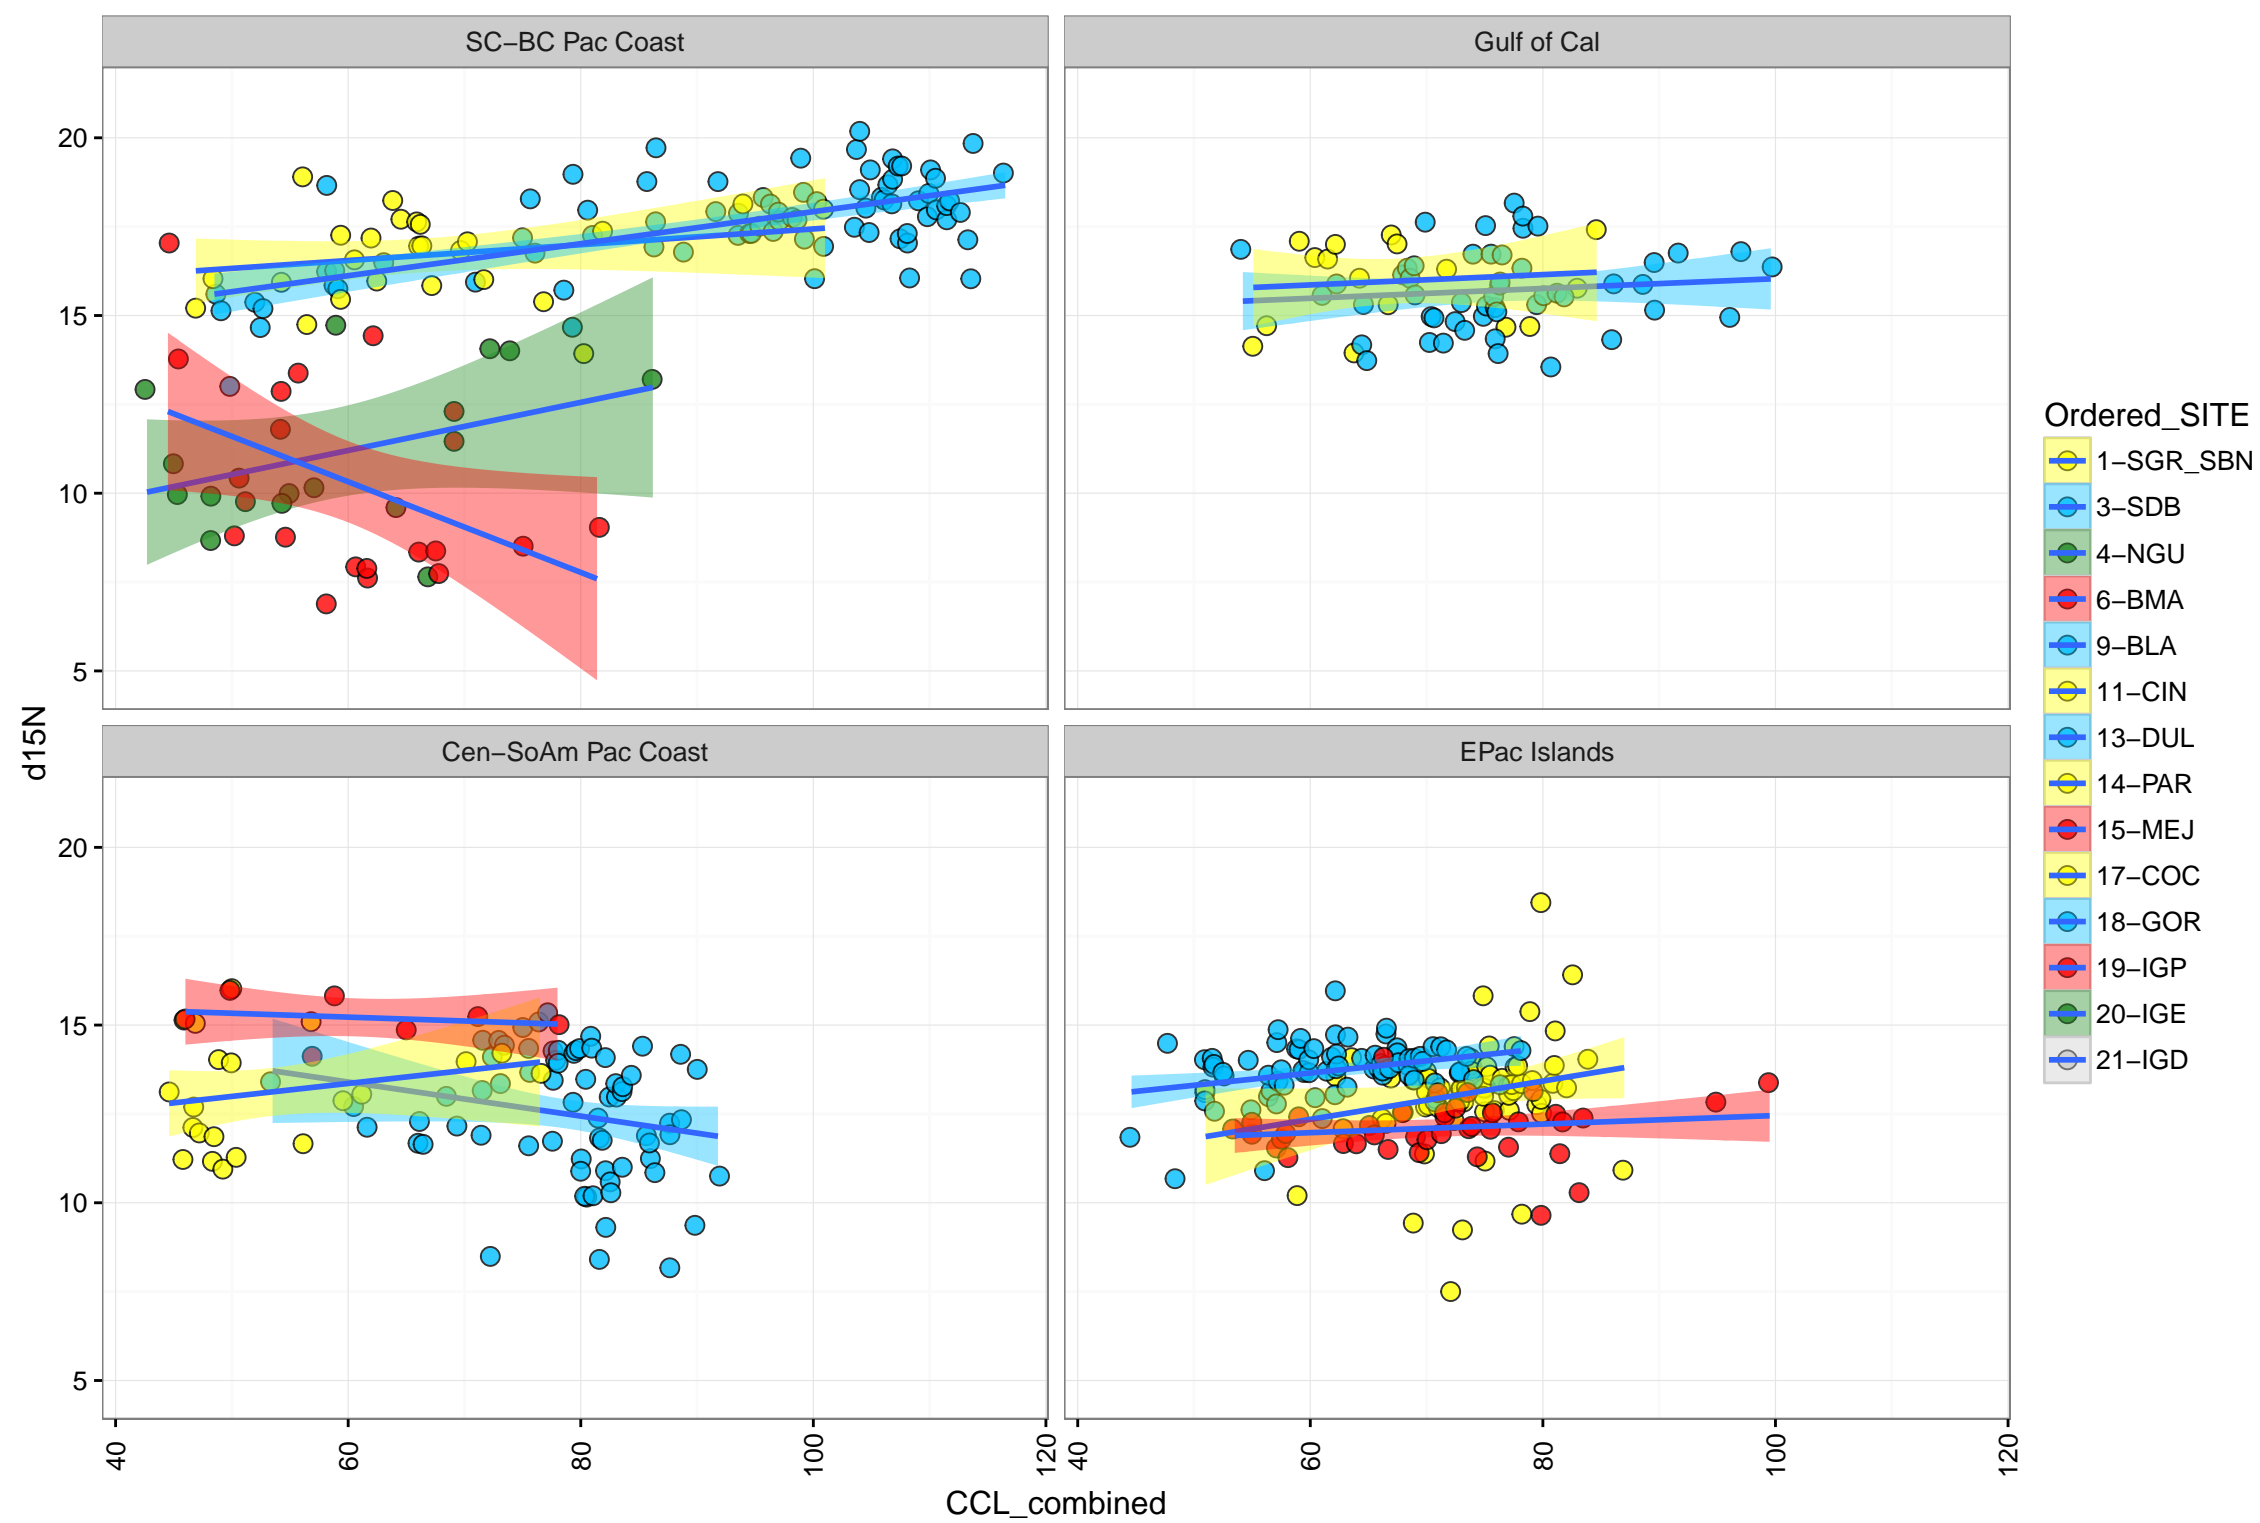 SC−BC Pac Coast
Gulf of Cal
20
15
10
5
Cen−SoAm Pac Coast
EPac Islands
20
15
10
5
d15N
40
60
80
100
120
40
60
80
100
120
CCL_combined
Ordered_SITE
1−SGR_SBN
3−SDB
4−NGU
6−BMA
9−BLA
11−CIN
13−DUL
14−PAR
15−MEJ
17−COC
18−GOR
19−IGP
20−IGE
21−IGD